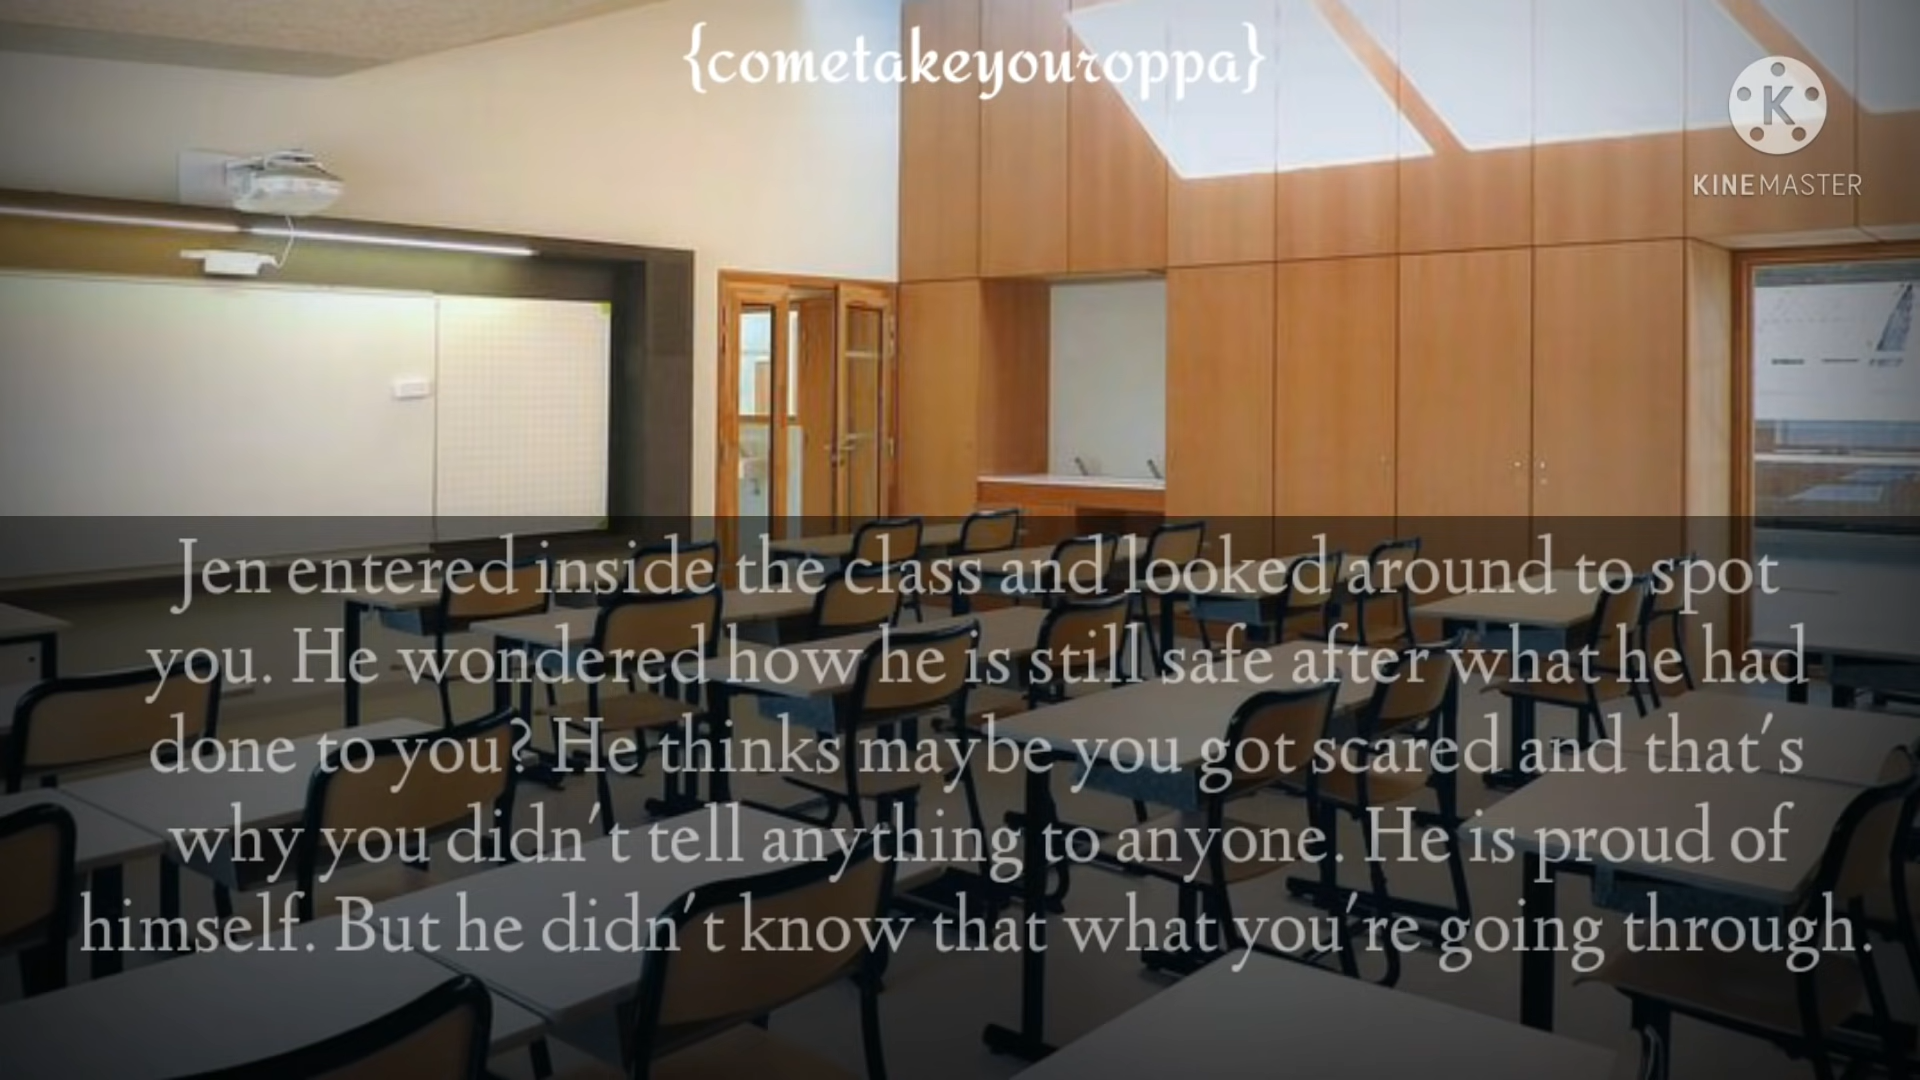 {cometakeyouroppa}
K
KINEMASTER
Jen entered inside the class and looked around to spot
you. He wondered how he is still safe after what he had
done to you? He thinks maybe you got scared and that's
why you didn't tell anything to anyone. He is proud of
himself. But he didn't know that what you're going through.